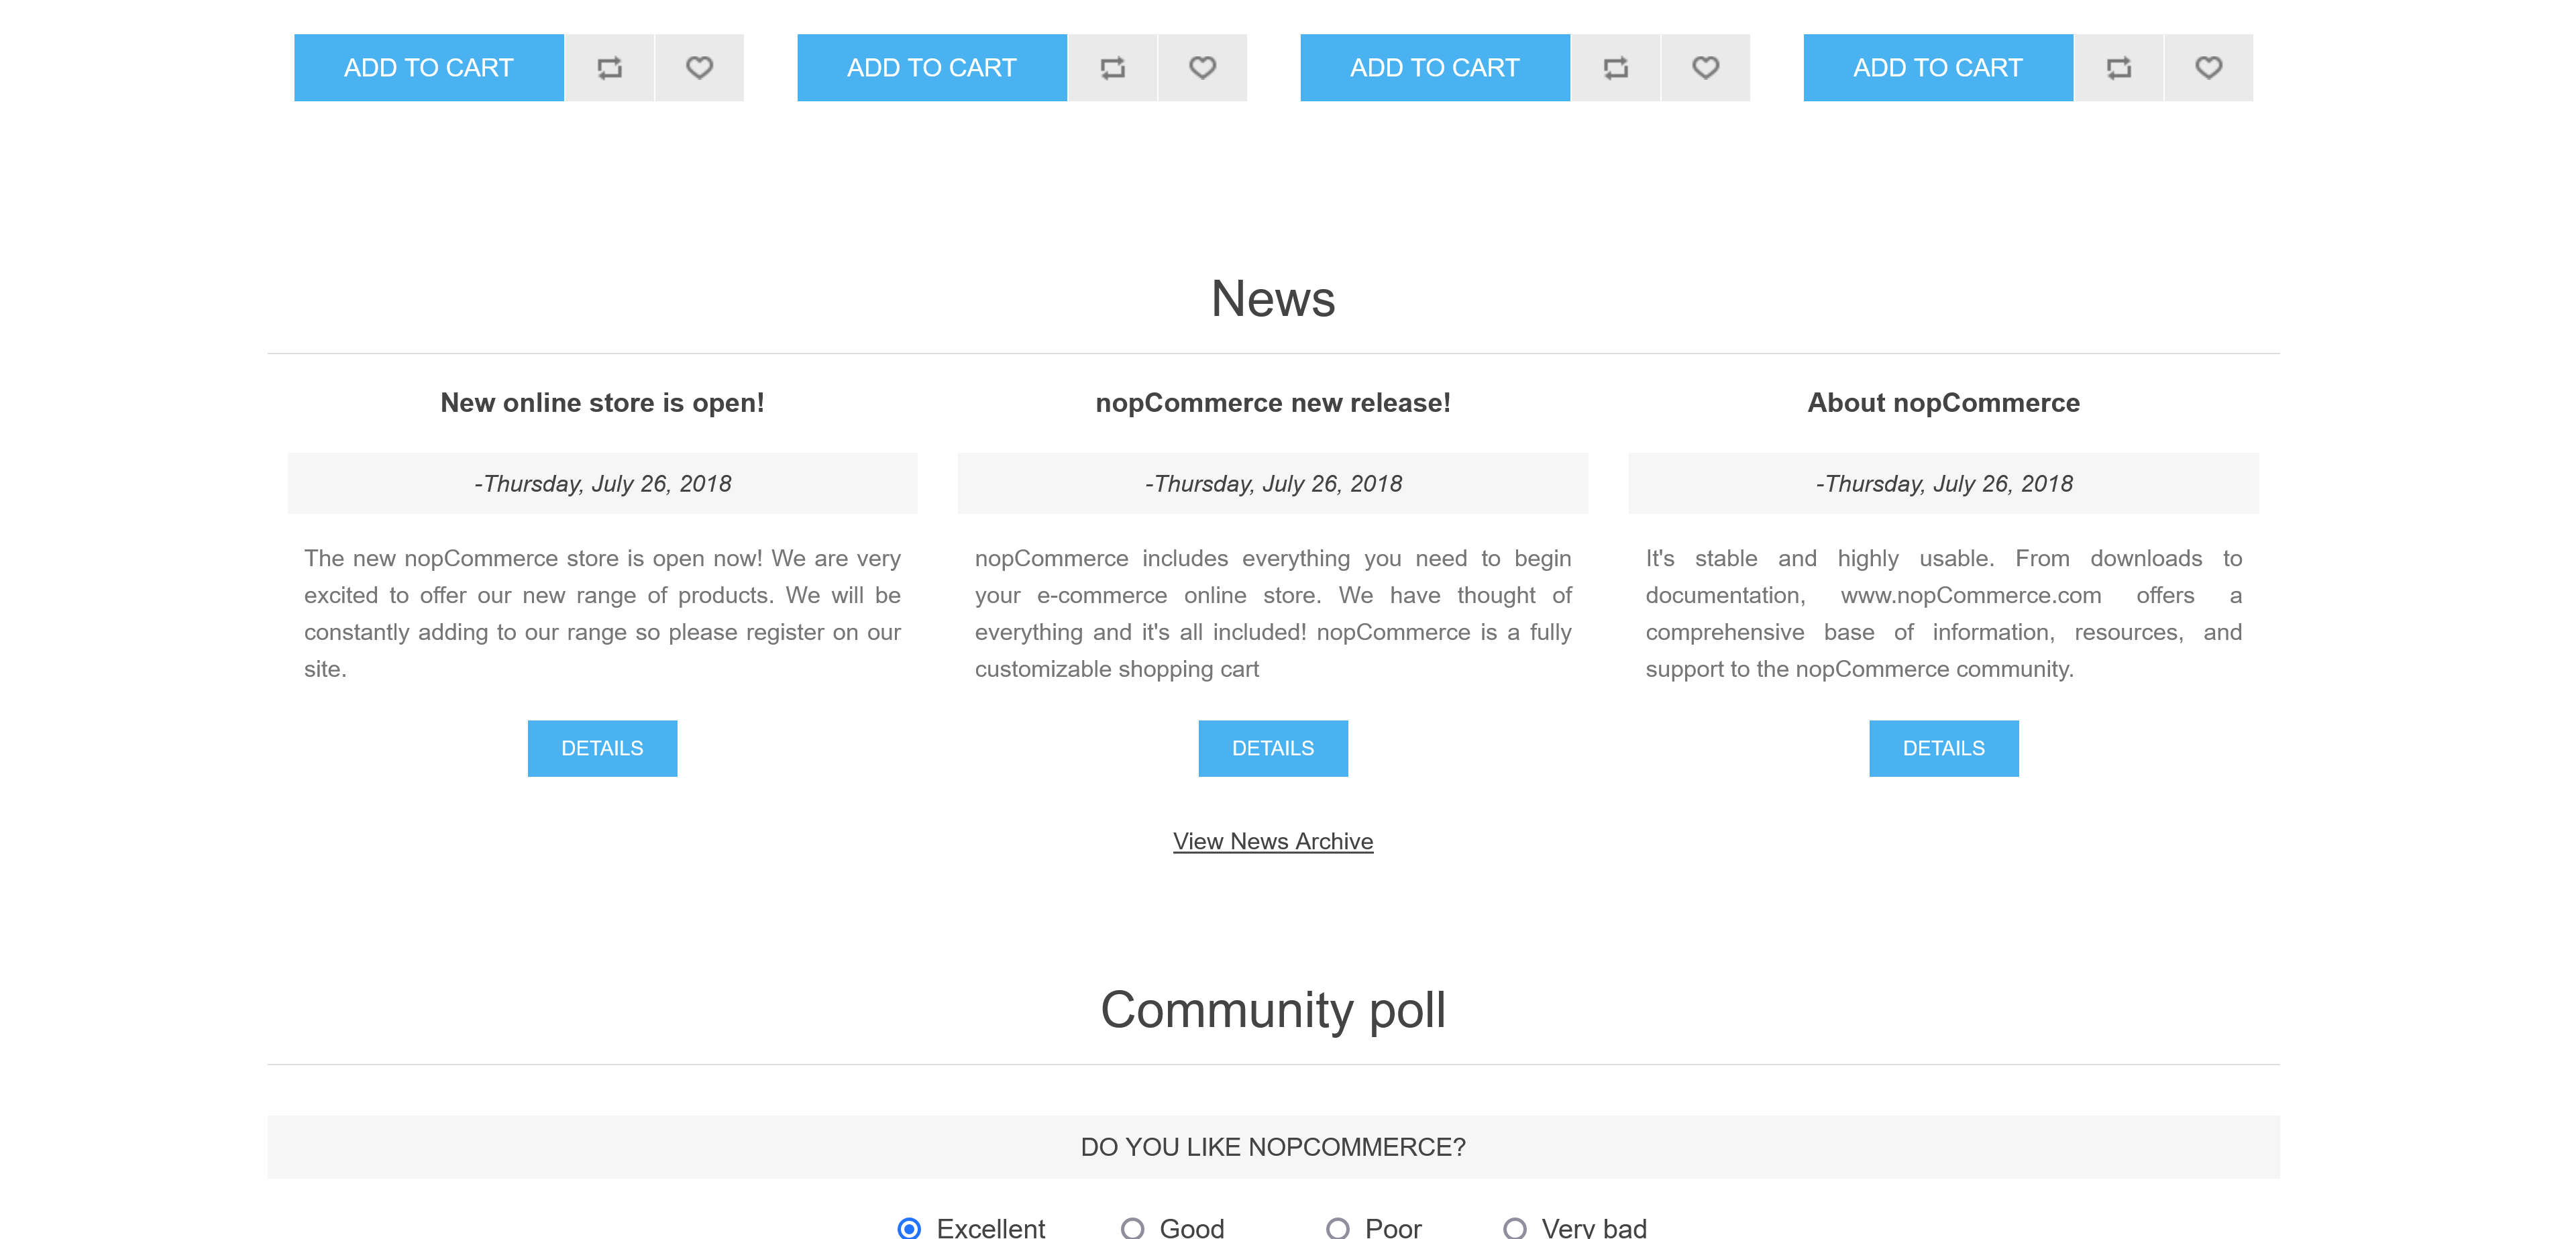 ADD TO CART ADD TO CART ADD TO CART ADD TO CART
News
New online store is open!
-Thursday, July 26, 2018
The new nopCommerce store is open now! We are very
excited to offer our new range of products. We will be
constantly adding to our range so please register on our
site.
DETAILS
nopCommerce new release!
-Thursday, July 26, 2018
nopCommerce includes everything you need to begin
your e-commerce online store. We have thought of
everything and it's all included! nopCommerce is a fully
customizable shopping cart
DETAILS
About nopCommerce
-Thursday, July 26, 2018
It's stable and highly usable. From downloads to
documentation, www.nopCommerce.com offers a
comprehensive base of information, resources, and
support to the nopCommerce community.
DETAILS
View News Archive
Community poll
DO YOU LIKE NOPCOMMERCE?
Excellent Good Poor Very bad